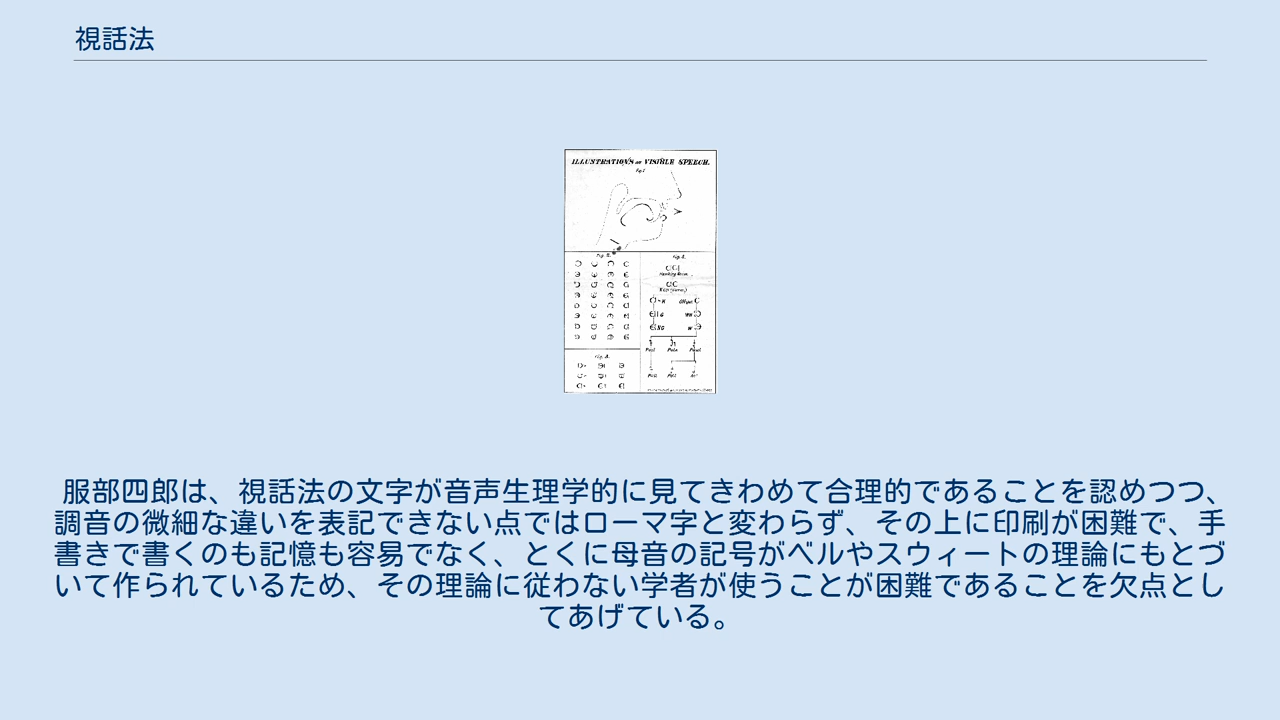 視話法
ILLUSTRATIONS OF VISIBLE SPEECH.
Fig. 1
服部四郎は、視話法の文字が音声生理学的に見てきわめて合理的であることを認めつつ、
調音の微細な違いを表記できない点ではローマ字と変わらず、その上に印刷が困難で、手
書きで書くのも記憶も容易でなく、とくに母音の記号がベルやスウィートの理論にもとづ
いて作られているため、その理論に従わない学者が使うことが困難であることを欠点とし
てあげている。